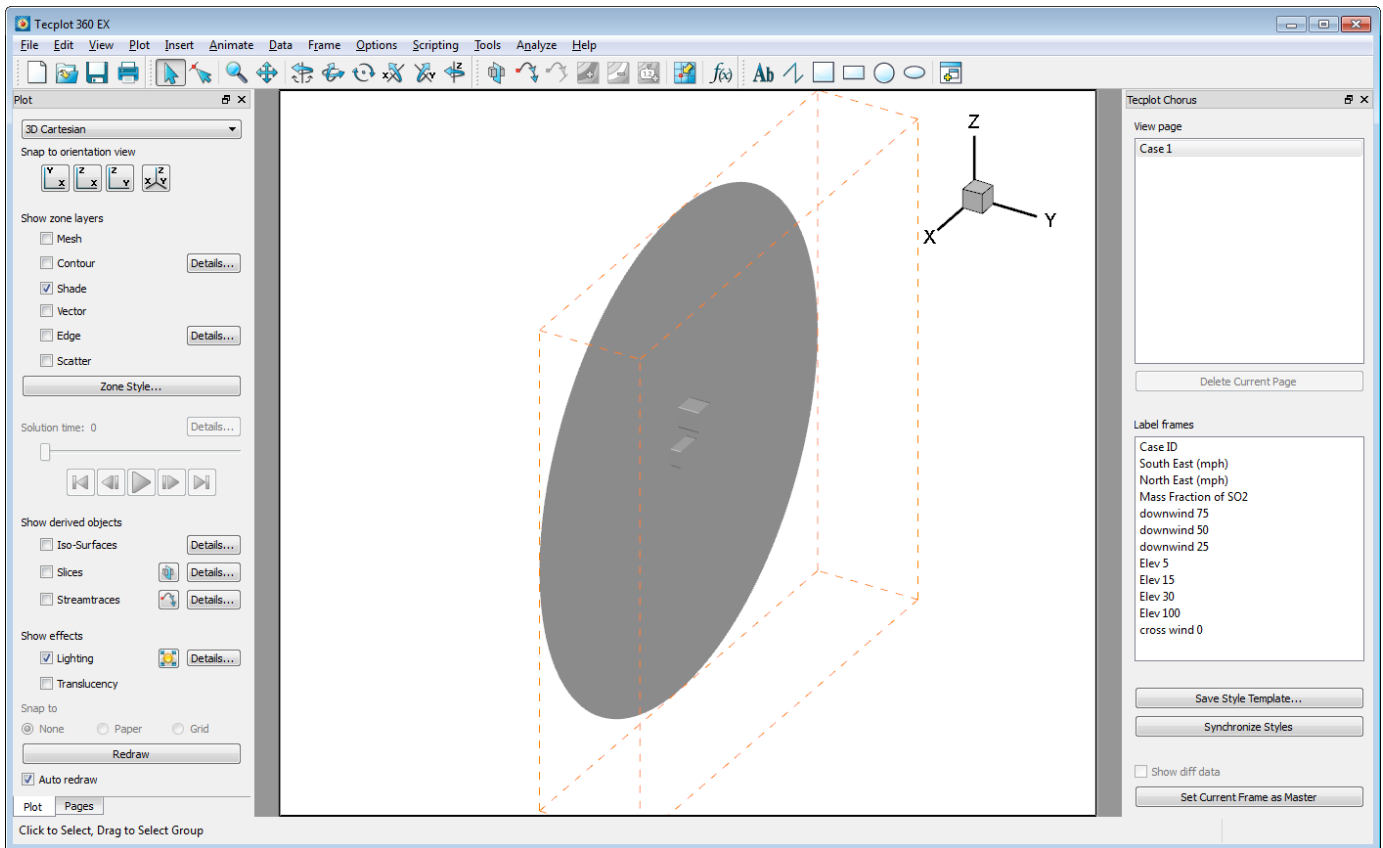 Tecplot 360 EX
File Edit View Plot Insert Animate Data Frame Options Scripting Tools Analyze Help
f(x) Ab
Plot
3D Cartesian
Snap to orientation view
Y X Z X Z Y X Z Y
Show zone layers
Mesh
Contour Details...
Shade
Vector
Edge Details...
Scatter
Zone Style...
Solution time: 0 Details...
Show derived objects
Iso-Surfaces Details...
Slices Details...
Streamtraces Details...
Show effects
Lighting Details...
Translucency
Snap to
None Paper Grid
Redraw
Auto redraw
Plot Pages
Click to Select, Drag to Select Group
Z
Y
X
Tecplot Chorus
View page
Case 1
Delete Current Page
Label frames
Case ID
South East (mph)
North East (mph)
Mass Fraction of SO2
downwind 75
downwind 50
downwind 25
Elev 5
Elev 15
Elev 30
Elev 100
cross wind 0
Save Style Template...
Synchronize Styles
Show diff data
Set Current Frame as Master